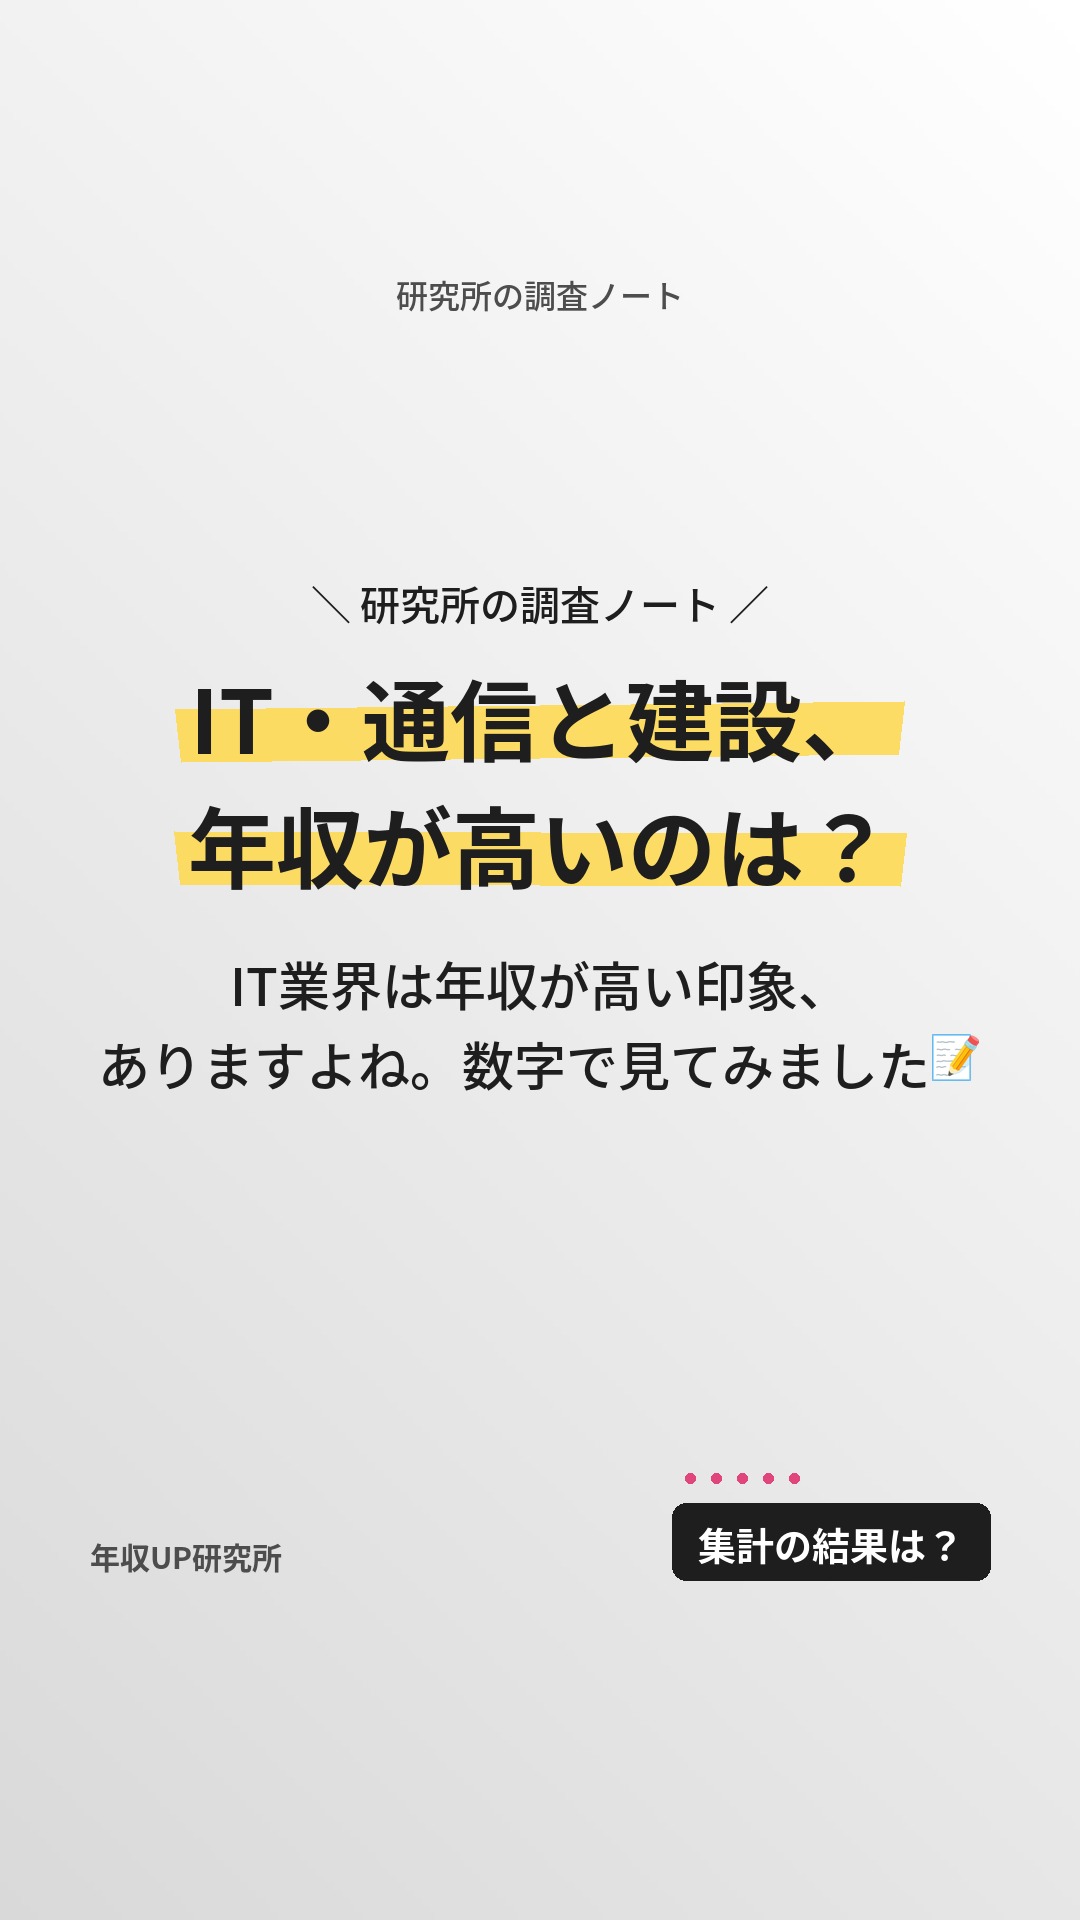 研究所の調査ノート
＼ 研究所の調査ノート ／
IT・通信と建設、
年収が高いのは？
IT業界は年収が高い印象、
ありますよね。数字で見てみました📝
集計の結果は？
年収UP研究所